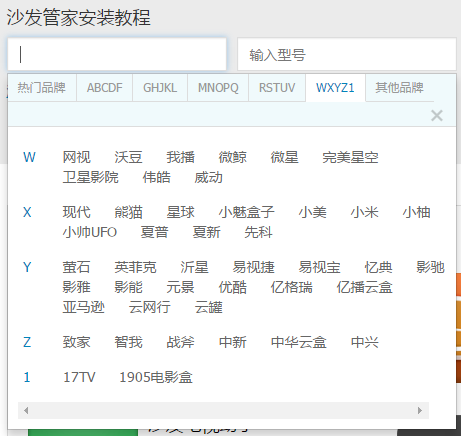 沙发管家安装教程
输入型号
热门品牌 ABCDF GHJKL MNOPQ RSTUV WXYZ1 其他品牌
W 网视 沃豆 我播 微鲸 微星 完美星空
卫星影院 伟皓 威动
X 现代 熊猫 星球 小魅盒子 小美 小米 小柚
小帅UFO 夏普 夏新 先科
Y 萤石 英菲克 沂星 易视捷 易视宝 忆典 影驰
影雅 影能 元景 优酷 亿格瑞 亿播云盒
亚马逊 云网行 云罐
Z 致家 智我 战斧 中新 中华云盒 中兴
1 17TV 1905电影盒